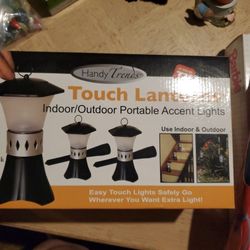 Handy Trends
Touch Lanterns
Indoor/Outdoor Portable Accent Lights
Use Indoor & Outdoor
Easy Touch Lights Safely Go
Wherever You Want Extra Light!